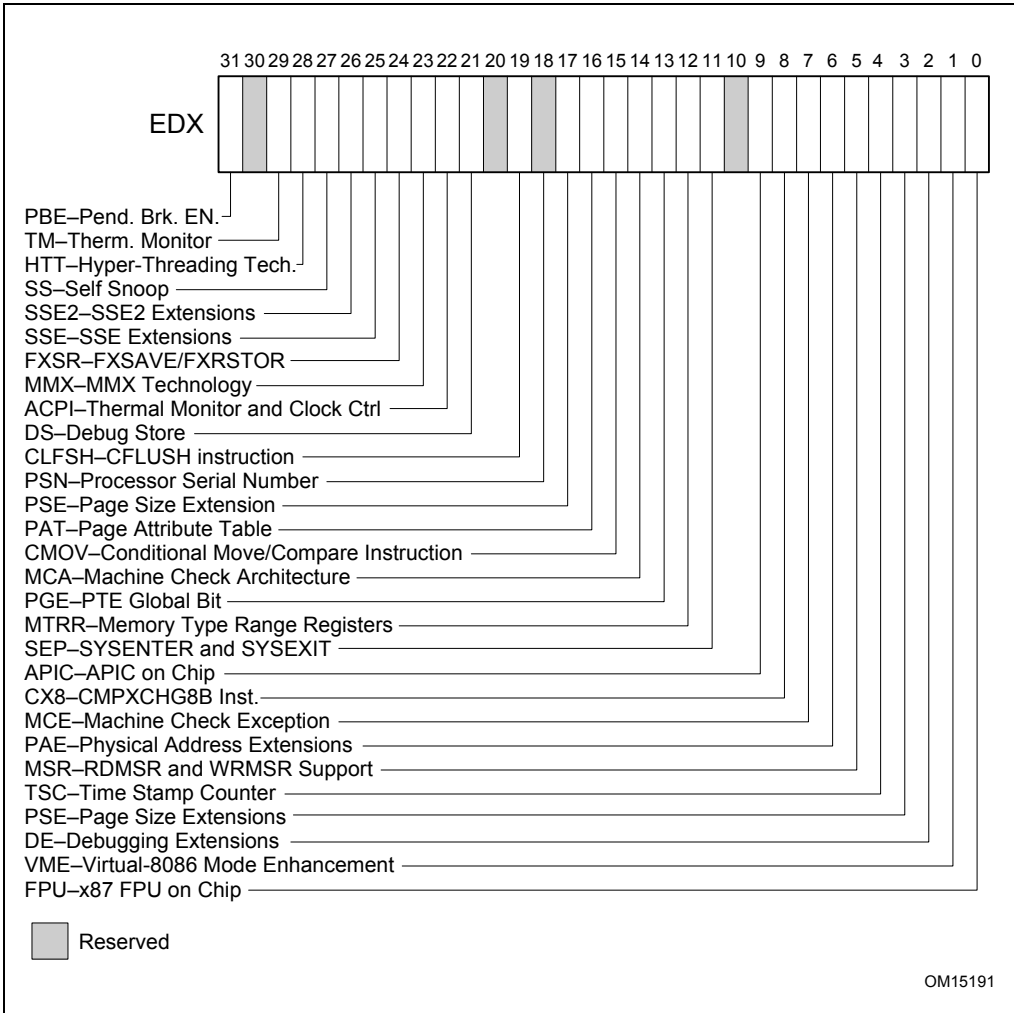 31 30 29 28 27 26 25 24 23 22 21 20 19 18 17 16 15 14 13 12 11 10 9 8 7 6 5 4 3 2 1 0
EDX
PBE–Pend. Brk. EN.
TM–Therm. Monitor
HTT–Hyper-Threading Tech.
SS–Self Snoop
SSE2–SSE2 Extensions
SSE–SSE Extensions
FXSR–FXSAVE/FXRSTOR
MMX–MMX Technology
ACPI–Thermal Monitor and Clock Ctrl
DS–Debug Store
CLFSH–CFLUSH instruction
PSN–Processor Serial Number
PSE–Page Size Extension
PAT–Page Attribute Table
CMOV–Conditional Move/Compare Instruction
MCA–Machine Check Architecture
PGE–PTE Global Bit
MTRR–Memory Type Range Registers
SEP–SYSENTER and SYSEXIT
APIC–APIC on Chip
CX8–CMPXCHG8B Inst.
MCE–Machine Check Exception
PAE–Physical Address Extensions
MSR–RDMSR and WRMSR Support
TSC–Time Stamp Counter
PSE–Page Size Extensions
DE–Debugging Extensions
VME–Virtual-8086 Mode Enhancement
FPU–x87 FPU on Chip
Reserved
OM15191